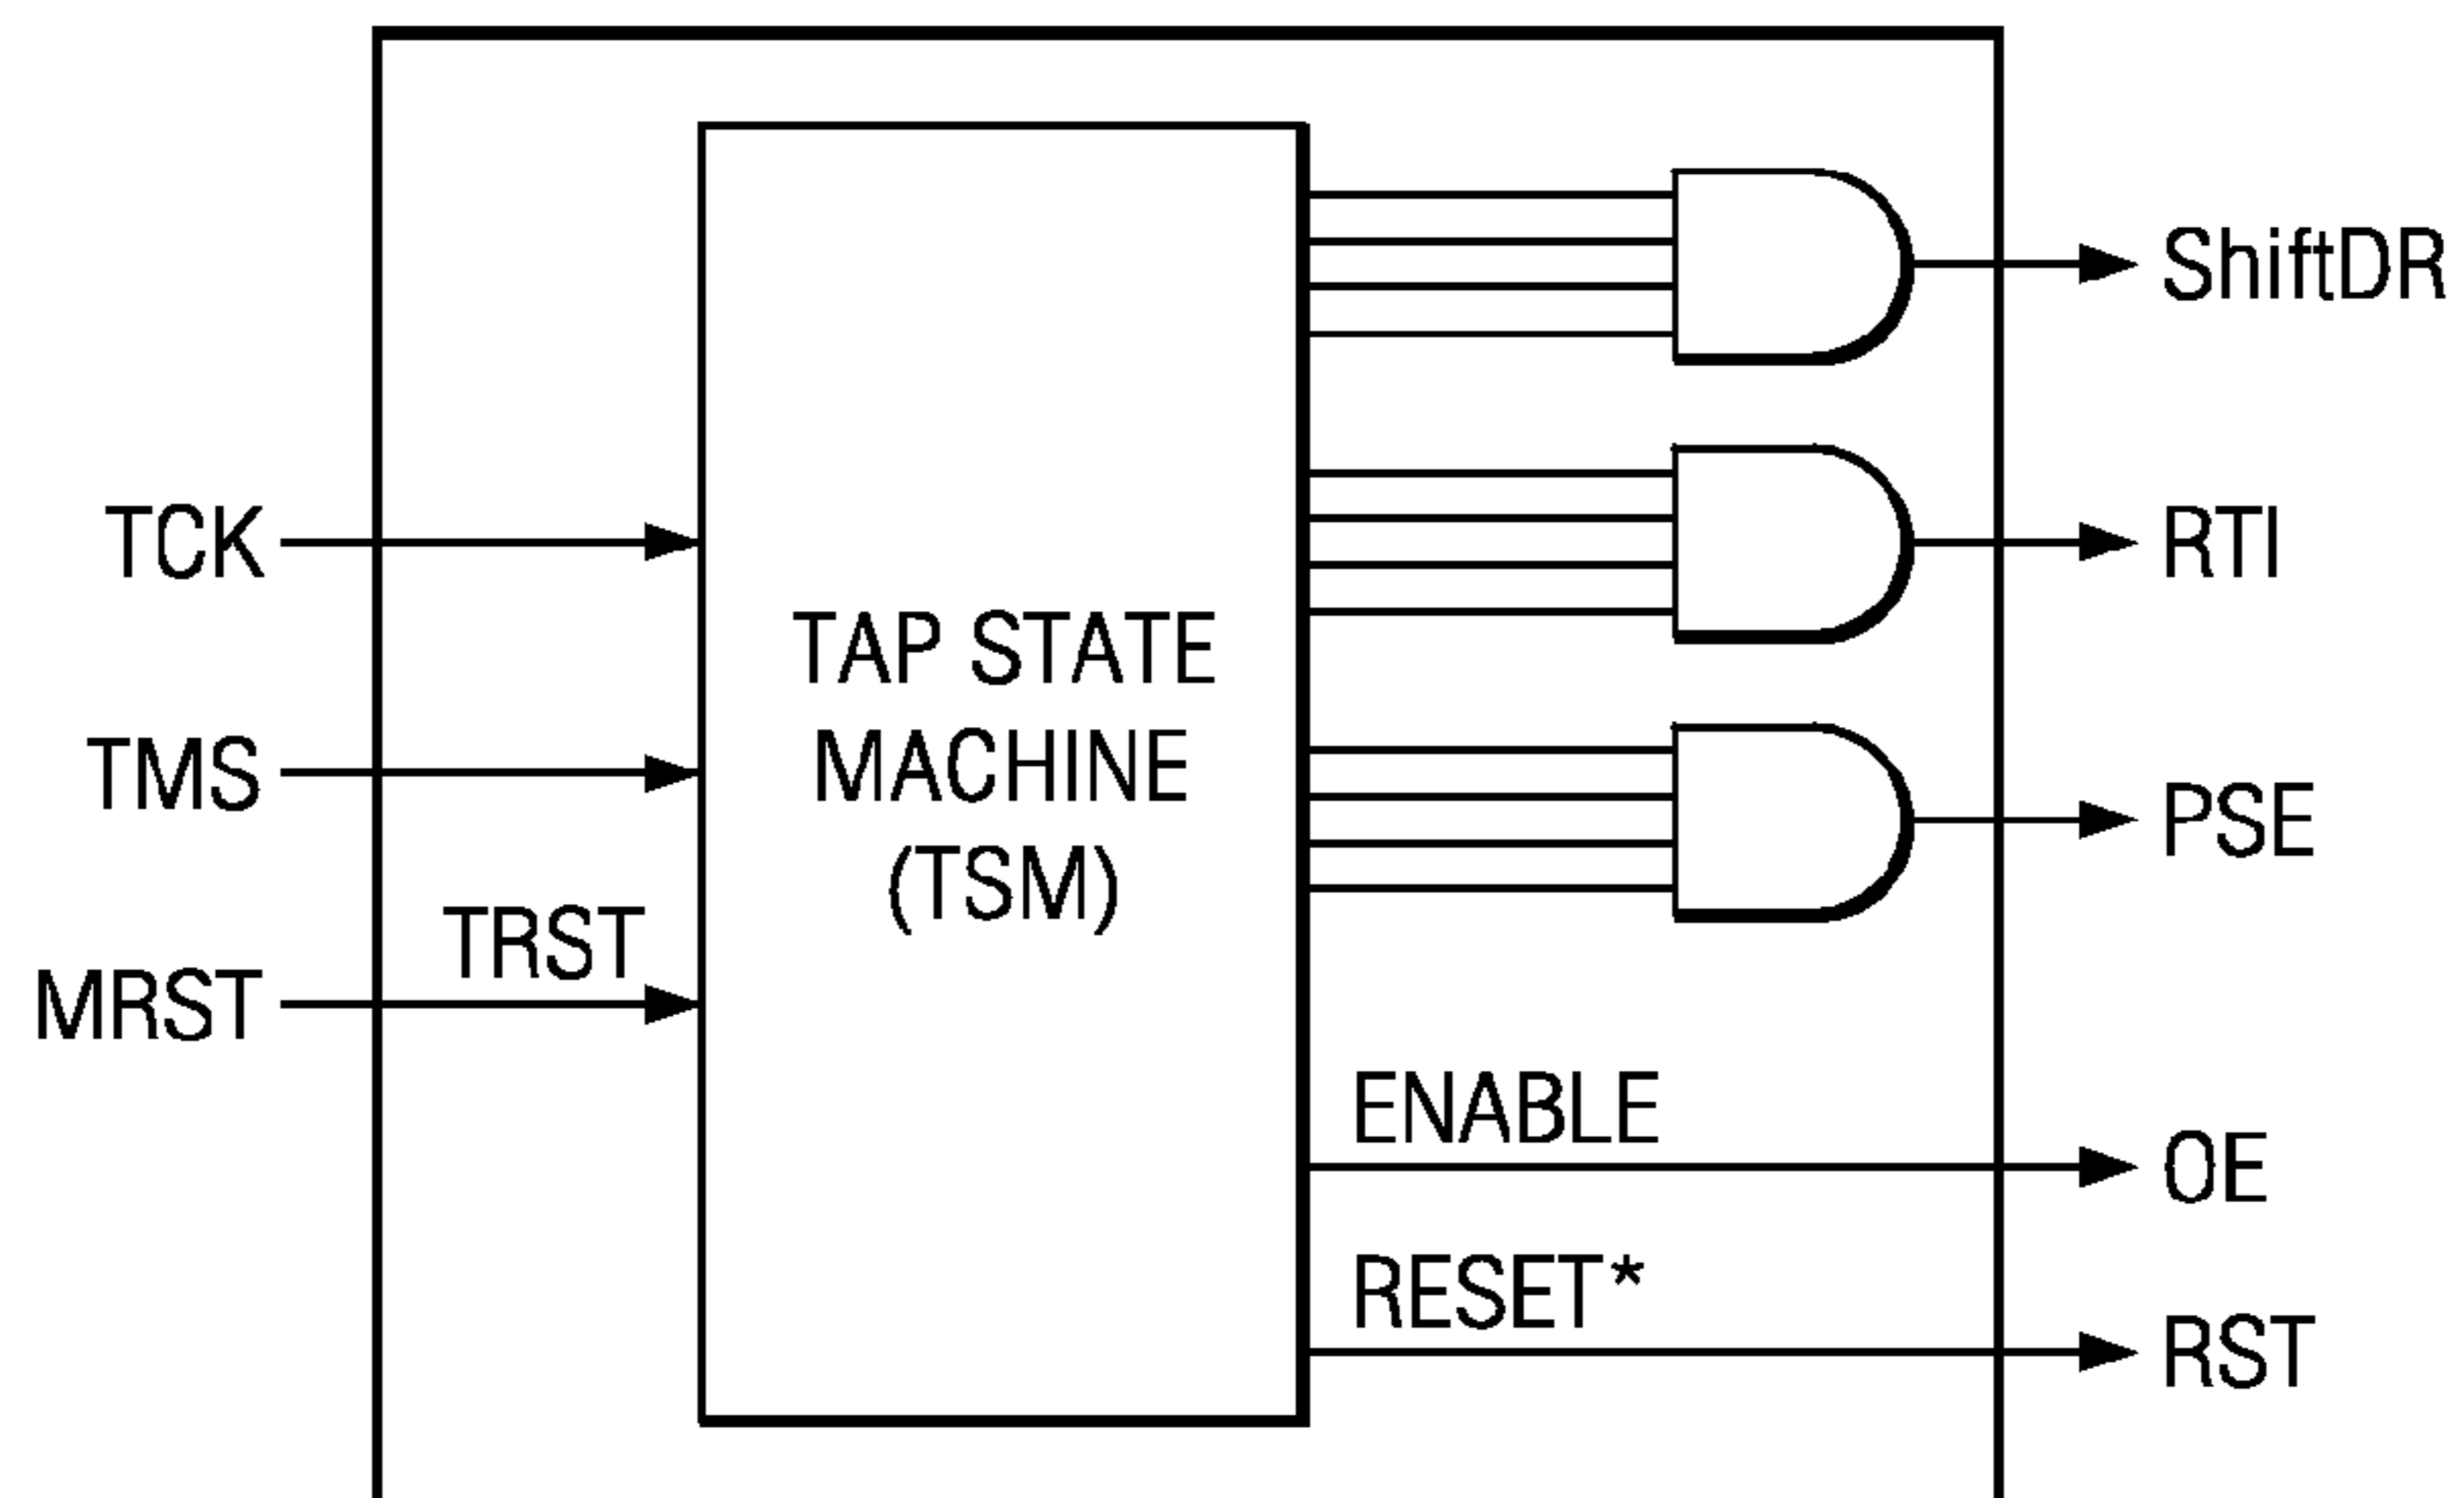 ShiftDR
TCK
RTI
TAP STATE
MACHINE
(TSM)
TMS
PSE
TRST
MRST
ENABLE
OE
RESET*
RST